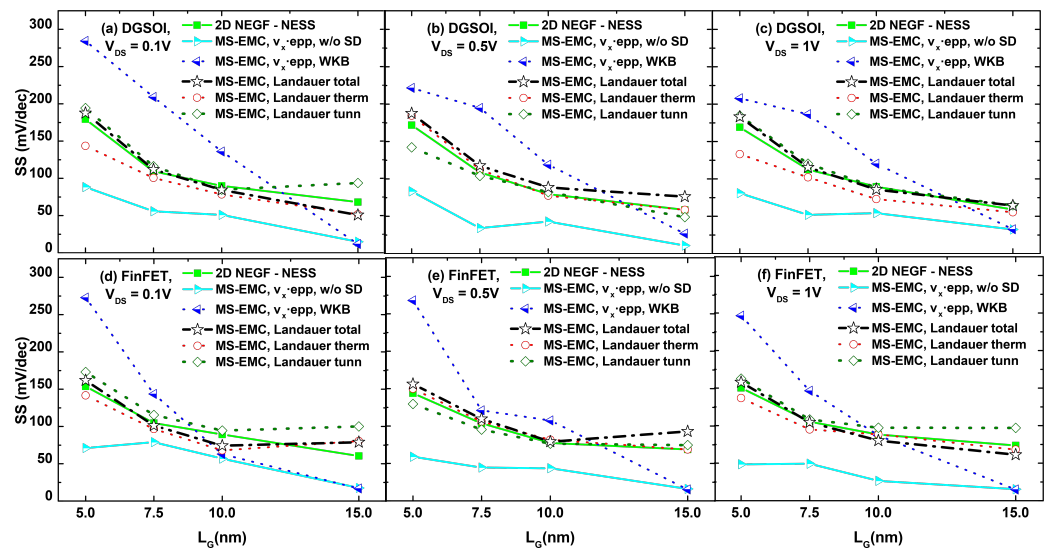 (a) DGSOI,
V_DS = 0.1V
2D NEGF - NESS
MS-EMC, v_x·epp, w/o SD
MS-EMC, v_x·epp, WKB
MS-EMC, Landauer total
MS-EMC, Landauer therm
MS-EMC, Landauer tunn
(b) DGSOI,
V_DS = 0.5V
2D NEGF - NESS
MS-EMC, v_x·epp, w/o SD
MS-EMC, v_x·epp, WKB
MS-EMC, Landauer total
MS-EMC, Landauer therm
MS-EMC, Landauer tunn
(c) DGSOI,
V_DS = 1V
2D NEGF - NESS
MS-EMC, v_x·epp, w/o SD
MS-EMC, v_x·epp, WKB
MS-EMC, Landauer total
MS-EMC, Landauer therm
MS-EMC, Landauer tunn
SS (mV/dec)
300
250
200
150
100
50
0
(d) FinFET,
V_DS = 0.1V
2D NEGF - NESS
MS-EMC, v_x·epp, w/o SD
MS-EMC, v_x·epp, WKB
MS-EMC, Landauer total
MS-EMC, Landauer therm
MS-EMC, Landauer tunn
(e) FinFET,
V_DS = 0.5V
2D NEGF - NESS
MS-EMC, v_x·epp, w/o SD
MS-EMC, v_x·epp, WKB
MS-EMC, Landauer total
MS-EMC, Landauer therm
MS-EMC, Landauer tunn
(f) FinFET,
V_DS = 1V
2D NEGF - NESS
MS-EMC, v_x·epp, w/o SD
MS-EMC, v_x·epp, WKB
MS-EMC, Landauer total
MS-EMC, Landauer therm
MS-EMC, Landauer tunn
SS (mV/dec)
300
250
200
150
100
50
0
5.0 7.5 10.0 15.0 5.0 7.5 10.0 15.0 5.0 7.5 10.0 15.0
L_G(nm) L_G(nm) L_G(nm)